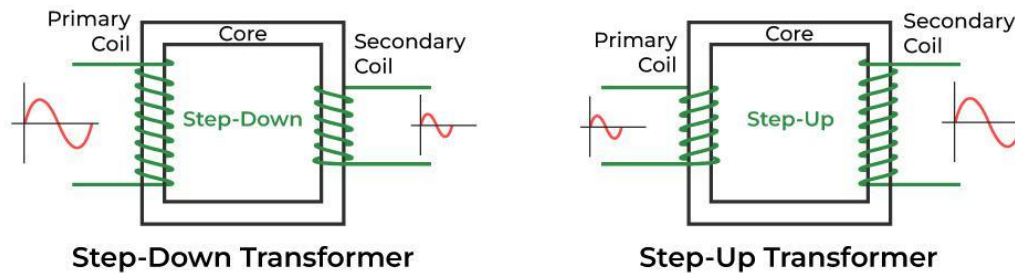 Primary
Coil
Core
Secondary
Coil
Step-Down
Step-Down Transformer
Primary
Coil
Core
Secondary
Coil
Step-Up
Step-Up Transformer